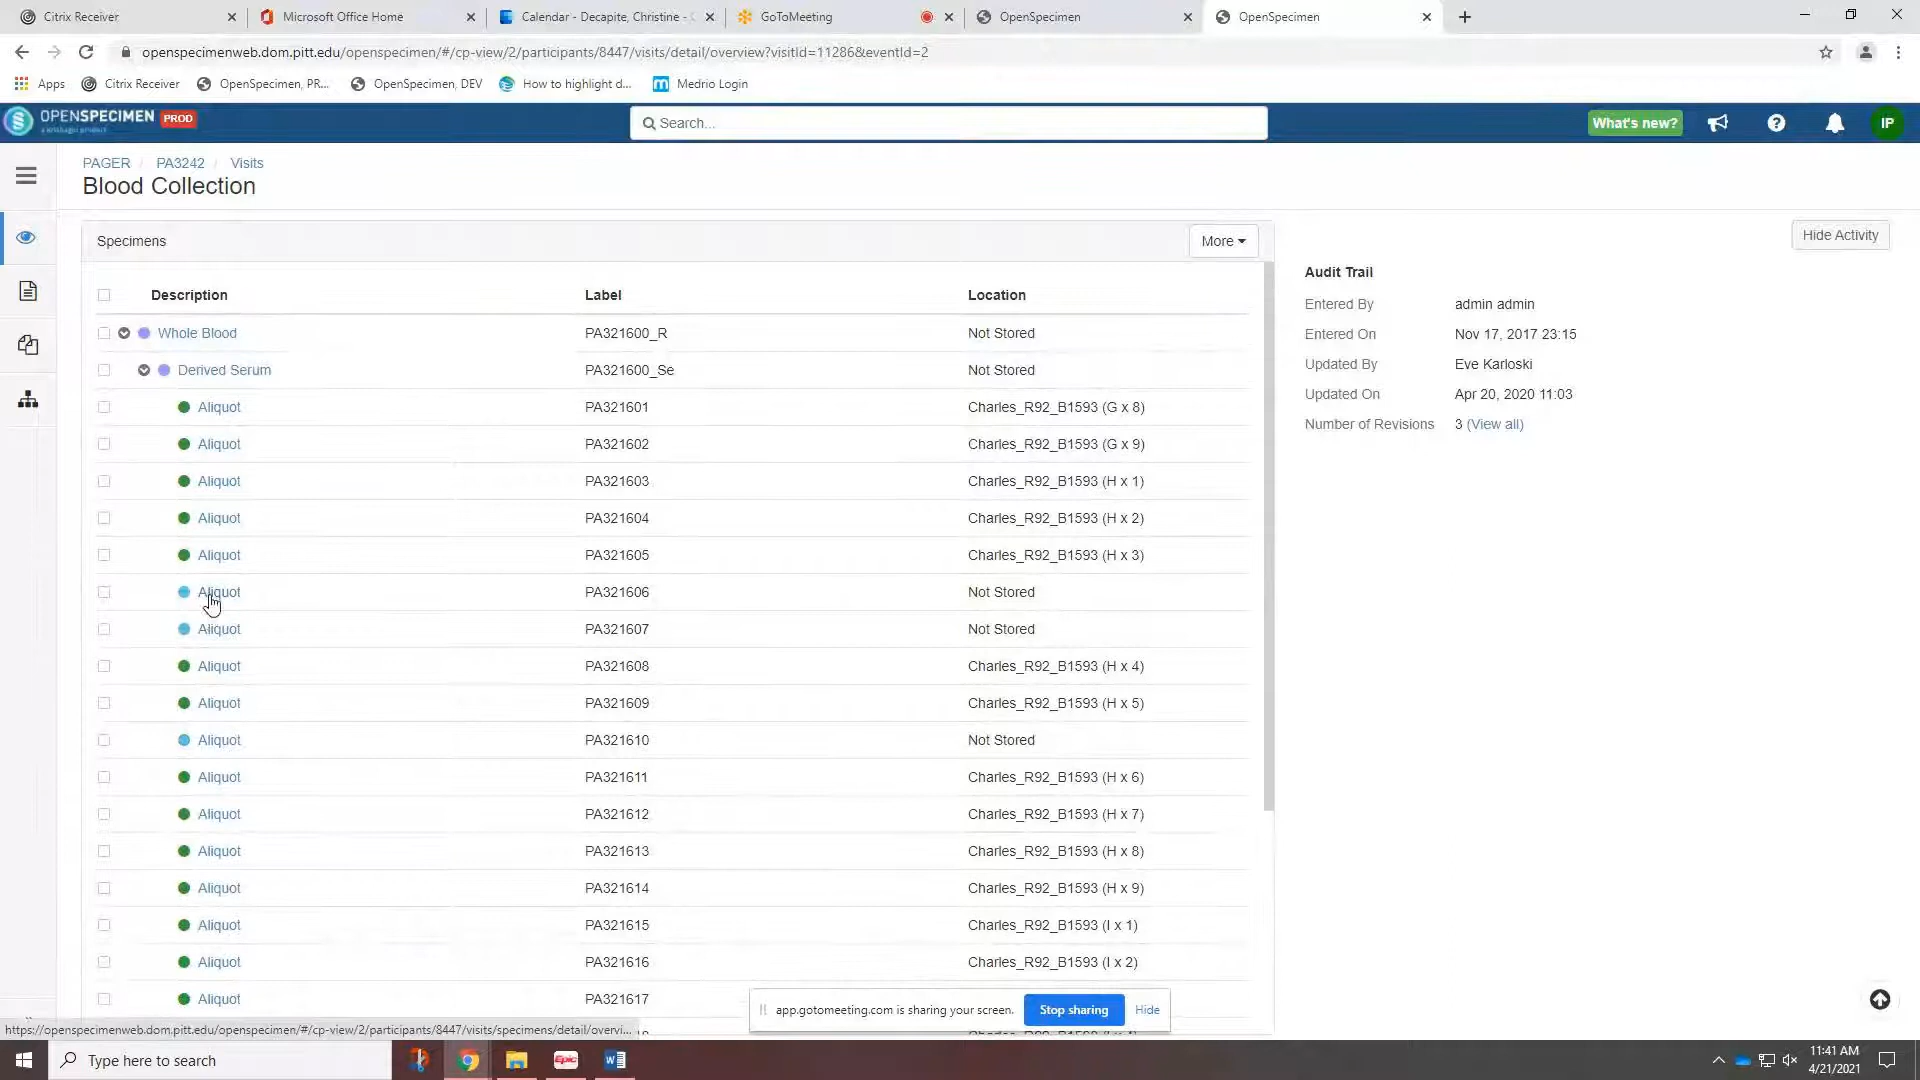 Citrix Receiver
Microsoft Office Home
Calendar - Decapite, Christine -
GoToMeeting
OpenSpecimen
OpenSpecimen
openspecimenweb.dom.pitt.edu/openspecimen/#/cp-view/2/participants/8447/visits/detail/overview?visitId=11286&eventId=2
Apps
Citrix Receiver
OpenSpecimen, PR...
OpenSpecimen, DEV
How to highlight d...
Medrio Login
OPENSPECIMEN PROD
Search...
What's new?
IP
PAGER / PA3242 / Visits
Blood Collection
Specimens
More
Hide Activity
Description Label Location
Whole Blood PA321600_R Not Stored
Derived Serum PA321600_Se Not Stored
Aliquot PA321601 Charles_R92_B1593 (G x 8)
Aliquot PA321602 Charles_R92_B1593 (G x 9)
Aliquot PA321603 Charles_R92_B1593 (H x 1)
Aliquot PA321604 Charles_R92_B1593 (H x 2)
Aliquot PA321605 Charles_R92_B1593 (H x 3)
Aliquot PA321606 Not Stored
Aliquot PA321607 Not Stored
Aliquot PA321608 Charles_R92_B1593 (H x 4)
Aliquot PA321609 Charles_R92_B1593 (H x 5)
Aliquot PA321610 Not Stored
Aliquot PA321611 Charles_R92_B1593 (H x 6)
Aliquot PA321612 Charles_R92_B1593 (H x 7)
Aliquot PA321613 Charles_R92_B1593 (H x 8)
Aliquot PA321614 Charles_R92_B1593 (H x 9)
Aliquot PA321615 Charles_R92_B1593 (I x 1)
Aliquot PA321616 Charles_R92_B1593 (I x 2)
Aliquot PA321617
Audit Trail
Entered By admin admin
Entered On Nov 17, 2017 23:15
Updated By Eve Karloski
Updated On Apr 20, 2020 11:03
Number of Revisions 3 (View all)
app.gotomeeting.com is sharing your screen.
Stop sharing
Hide
https://openspecimenweb.dom.pitt.edu/openspecimen/#/cp-view/2/participants/8447/visits/specimens/detail/overvi...
Type here to search
Epic
11:41 AM
4/21/2021